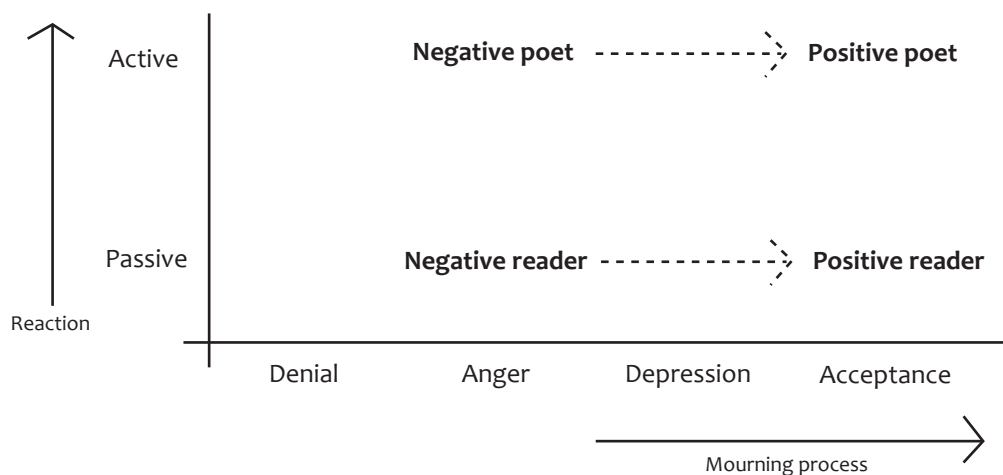 Active
Negative poet
Positive poet
Passive
Negative reader
Positive reader
Reaction
Denial
Anger
Depression
Acceptance
Mourning process